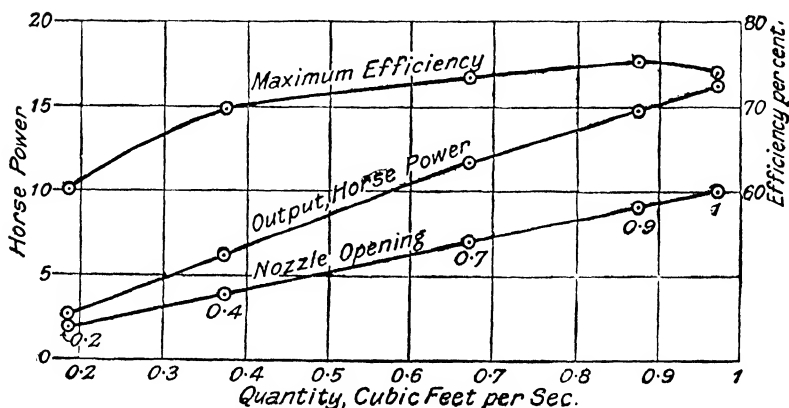 20
15
10
5
0
Horse Power
80
70
60
Efficiency per cent.
Maximum Efficiency
Output, Horse Power
Nozzle Opening
0·2
0·4
0·7
0·9
1
0·2 0·3 0·4 0·5 0·6 0·7 0·8 0·9 1
Quantity, Cubic Feet per Sec.